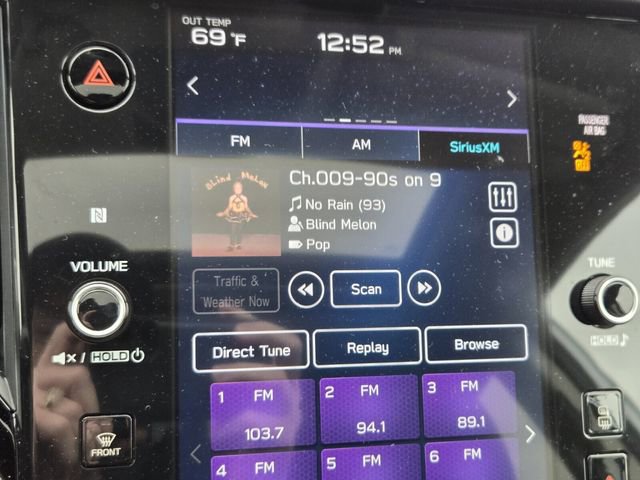 OUT TEMP
69°F
12:52 PM
FM
AM
SiriusXM
PASSENGER
AIR BAG
OFF
Blind Melon
Ch.009-90s on 9
No Rain (93)
Blind Melon
Pop
Traffic &
Weather Now
Scan
VOLUME
TUNE
/ HOLD
HOLD
Direct Tune
Replay
Browse
1 FM
103.7
2 FM
94.1
3 FM
89.1
FRONT
4 FM
5 FM
6 FM